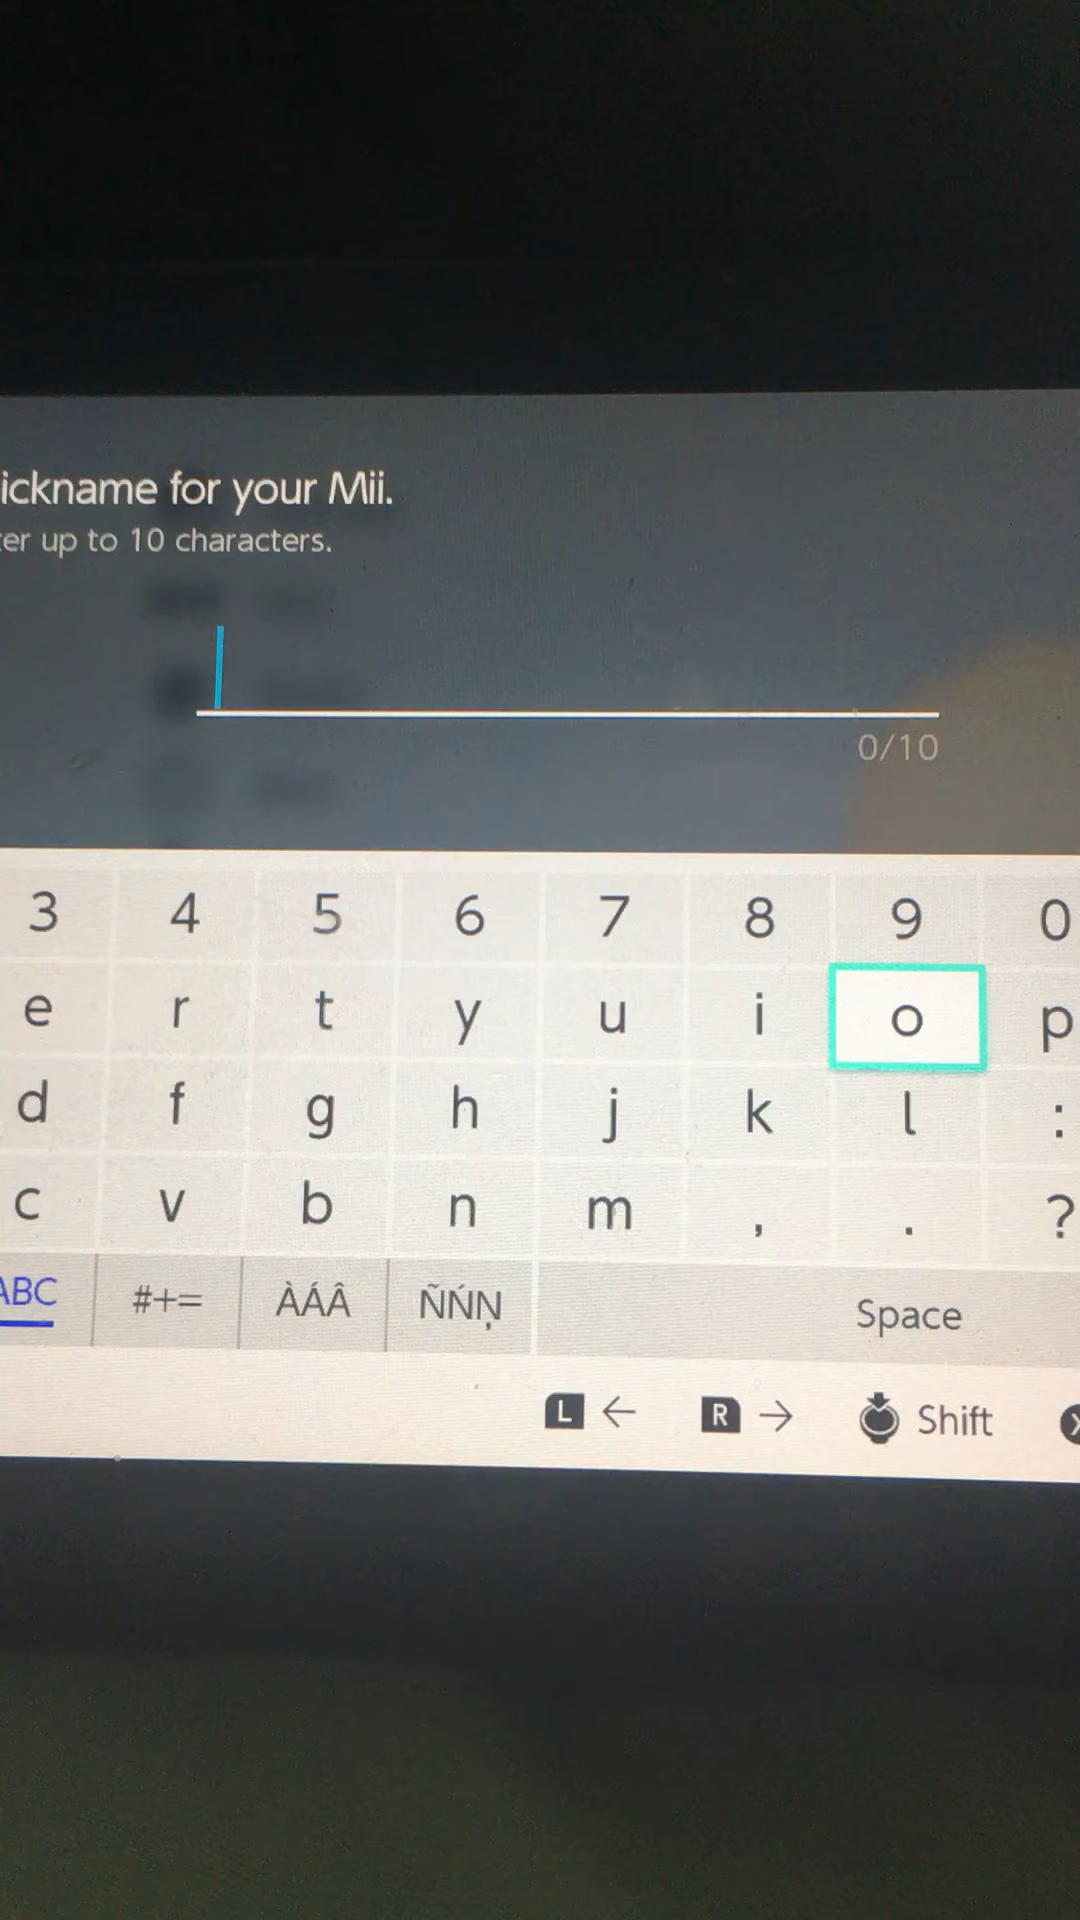 ickname for your Mii.
er up to 10 characters.
0/10
3 4 5 6 7 8 9 0
e r t y u i o p
d f g h j k l :
c v b n m , . ?
ABC #+= ÀÁÂ ÑŃŅ Space
L ← R → Shift X